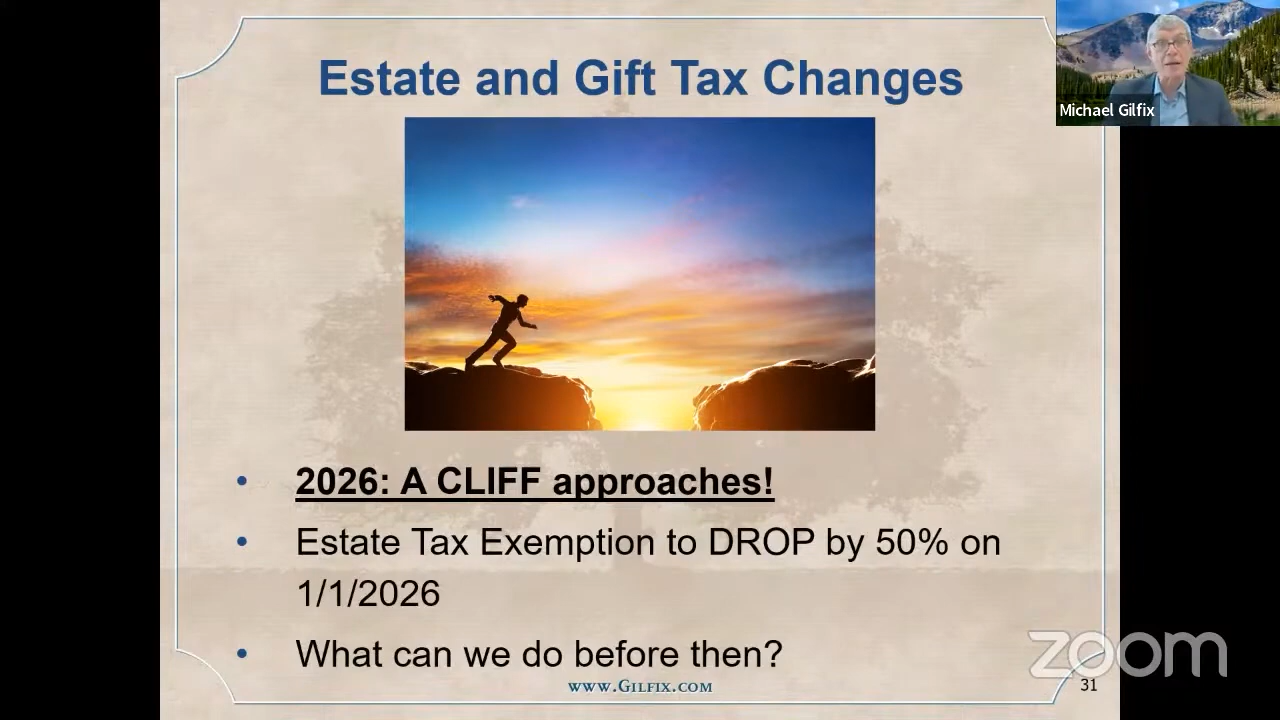 Estate and Gift Tax Changes
Michael Gilfix
• 2026: A CLIFF approaches!
• Estate Tax Exemption to DROP by 50% on
1/1/2026
• What can we do before then?
www.Gilfix.com
zoom
31